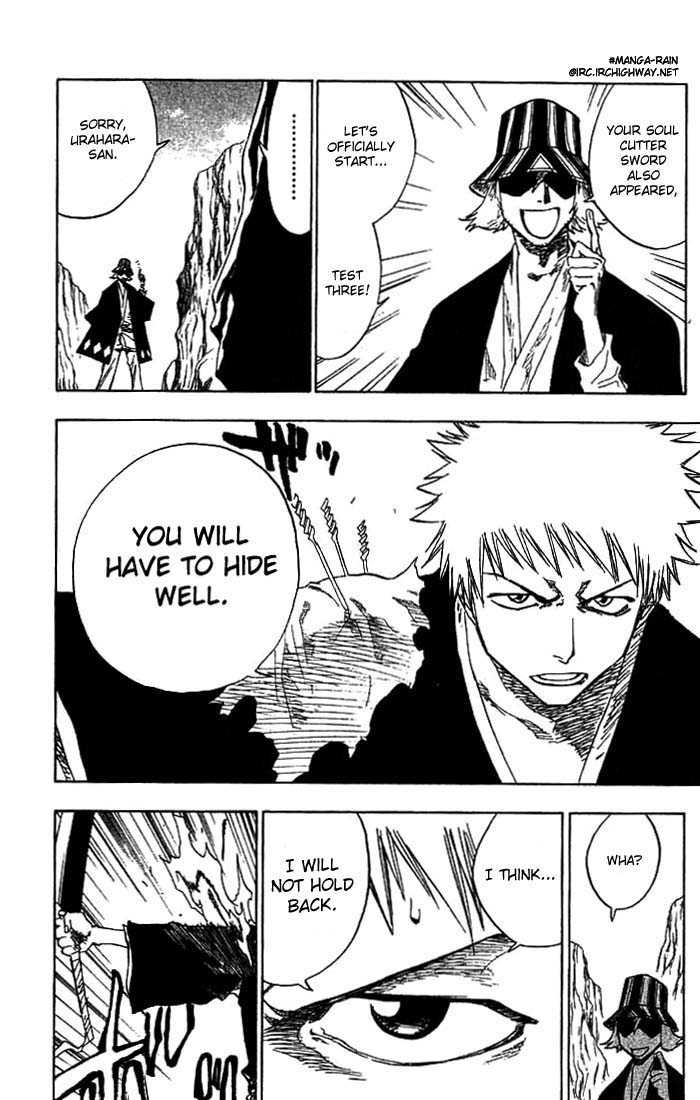 #MANGA-RAIN
@IRC.IRCHIGHWAY.NET
YOUR SOUL
CUTTER
SWORD
ALSO
APPEARED,
LET'S
OFFICIALLY
START...
TEST
THREE!
..........
SORRY,
URAHARA-
SAN.
YOU WILL
HAVE TO HIDE
WELL.
WHA?
I THINK...
I WILL
NOT HOLD
BACK.